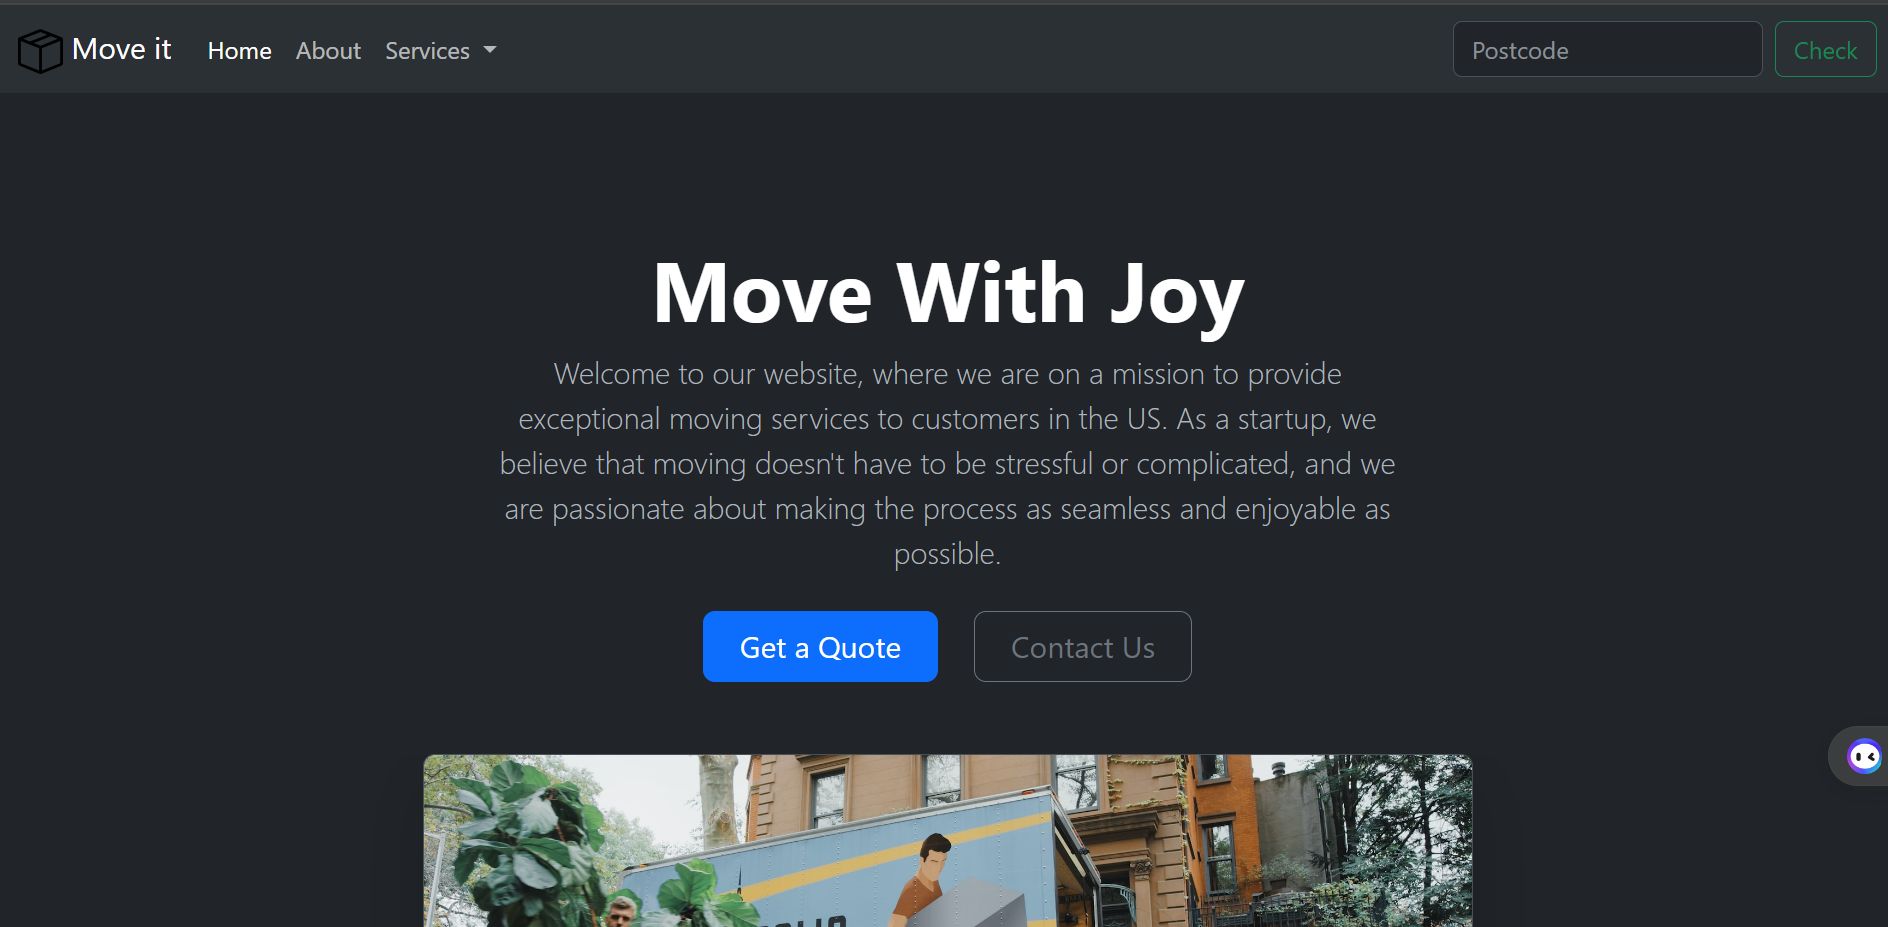 Move it
Home
About
Services
Postcode
Check
Move With Joy
Welcome to our website, where we are on a mission to provide
exceptional moving services to customers in the US. As a startup, we
believe that moving doesn't have to be stressful or complicated, and we
are passionate about making the process as seamless and enjoyable as
possible.
Get a Quote
Contact Us